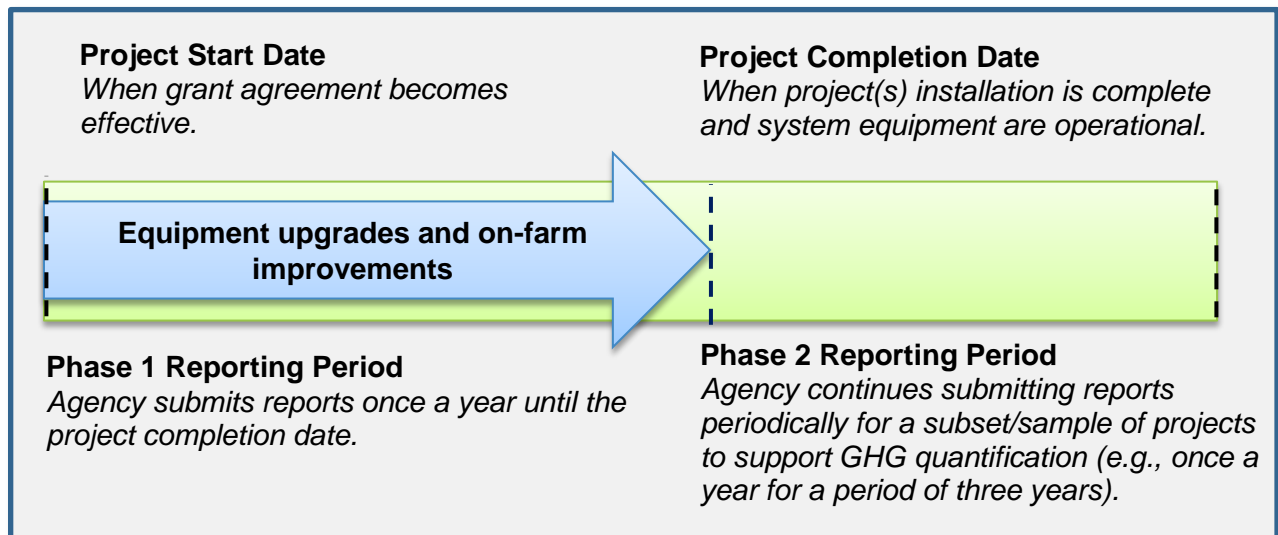 Project Start Date
When grant agreement becomes
effective.
Project Completion Date
When project(s) installation is complete
and system equipment are operational.
Equipment upgrades and on-farm
improvements
Phase 1 Reporting Period
Agency submits reports once a year until the
project completion date.
Phase 2 Reporting Period
Agency continues submitting reports
periodically for a subset/sample of projects
to support GHG quantification (e.g., once a
year for a period of three years).